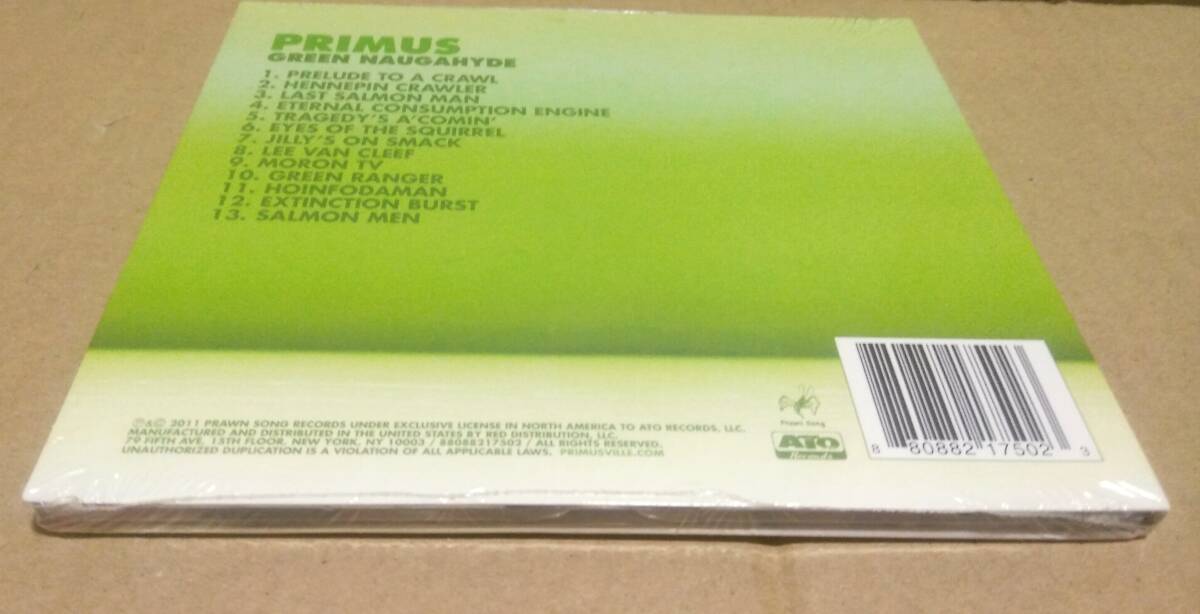 PRIMUS
GREEN NAUGAHYDE
1. PRELUDE TO A CRAWL
2. HENNEPIN CRAWLER
3. LAST SALMON MAN
4. ETERNAL CONSUMPTION ENGINE
5. TRAGEDY'S A'COMIN'
6. EYES OF THE SQUIRREL
7. JILLY'S ON SMACK
8. LEE VAN CLEEF
9. MORON TV
10. GREEN RANGER
11. HOINFODAMAN
12. EXTINCTION BURST
13. SALMON MEN
℗&© 2011 PRAWN SONG RECORDS UNDER EXCLUSIVE LICENSE IN NORTH AMERICA TO ATO RECORDS, LLC.
MANUFACTURED AND DISTRIBUTED IN THE UNITED STATES BY RED DISTRIBUTION, LLC.
79 FIFTH AVE, 15TH FLOOR, NEW YORK, NY 10003 / 88088217502 / ALL RIGHTS RESERVED.
UNAUTHORIZED DUPLICATION IS A VIOLATION OF ALL APPLICABLE LAWS. PRIMUSVILLE.COM
Prawn Song
ATO
Records
8 80882 17502 3